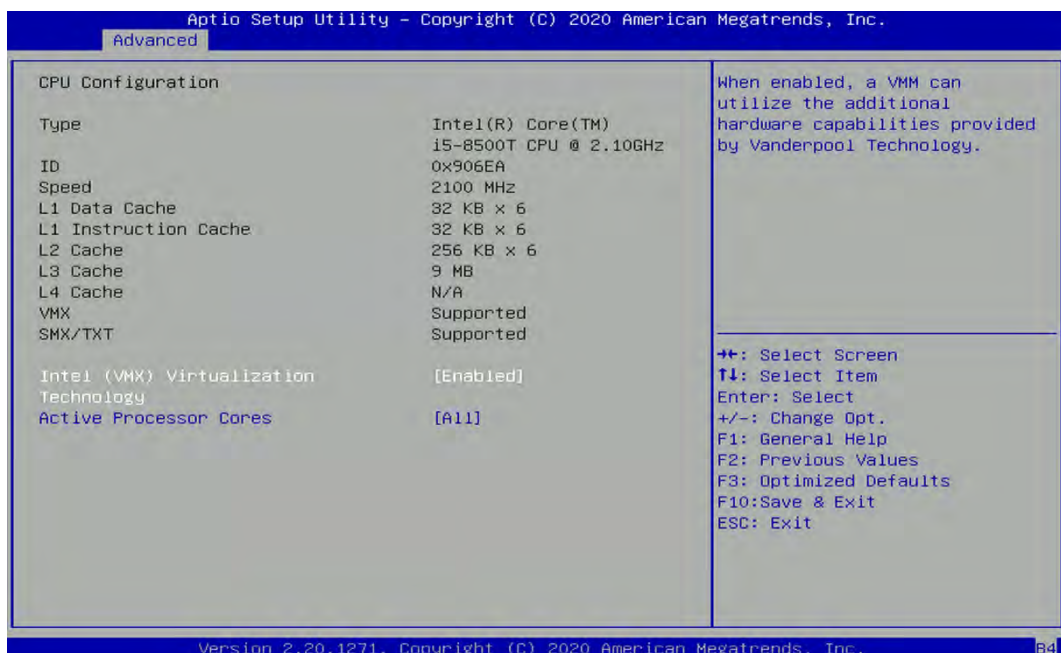 Aptio Setup Utility – Copyright (C) 2020 American Megatrends, Inc.
Advanced
CPU Configuration
Type Intel(R) Core(TM)
i5-8500T CPU @ 2.10GHz
ID 0x906EA
Speed 2100 MHz
L1 Data Cache 32 KB x 6
L1 Instruction Cache 32 KB x 6
L2 Cache 256 KB x 6
L3 Cache 9 MB
L4 Cache N/A
VMX Supported
SMX/TXT Supported
Intel (VMX) Virtualization [Enabled]
Technology
Active Processor Cores [All]
When enabled, a VMM can
utilize the additional
hardware capabilities provided
by Vanderpool Technology.
→←: Select Screen
↑↓: Select Item
Enter: Select
+/-: Change Opt.
F1: General Help
F2: Previous Values
F3: Optimized Defaults
F10:Save & Exit
ESC: Exit
Version 2.20.1271. Copyright (C) 2020 American Megatrends, Inc.
B4